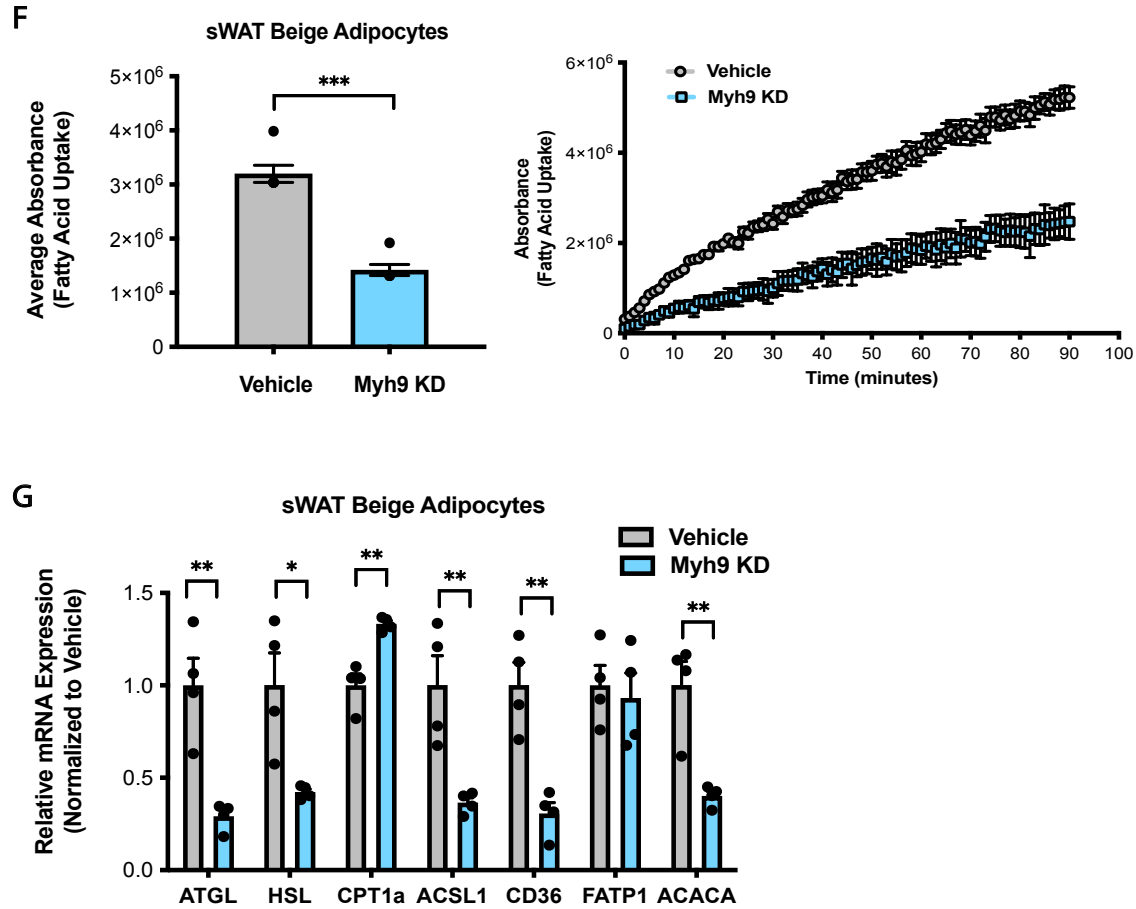 F
sWAT Beige Adipocytes
Average Absorbance
(Fatty Acid Uptake)
5×10⁶
4×10⁶
3×10⁶
2×10⁶
1×10⁶
0
***
Vehicle
Myh9 KD
Absorbance
(Fatty Acid Uptake)
6×10⁶
4×10⁶
2×10⁶
0
Vehicle
Myh9 KD
0 10 20 30 40 50 60 70 80 90 100
Time (minutes)
G
sWAT Beige Adipocytes
Vehicle
Myh9 KD
Relative mRNA Expression
(Normalized to Vehicle)
1.5
1.0
0.5
0.0
** * ** ** ** **
ATGL HSL CPT1a ACSL1 CD36 FATP1 ACACA